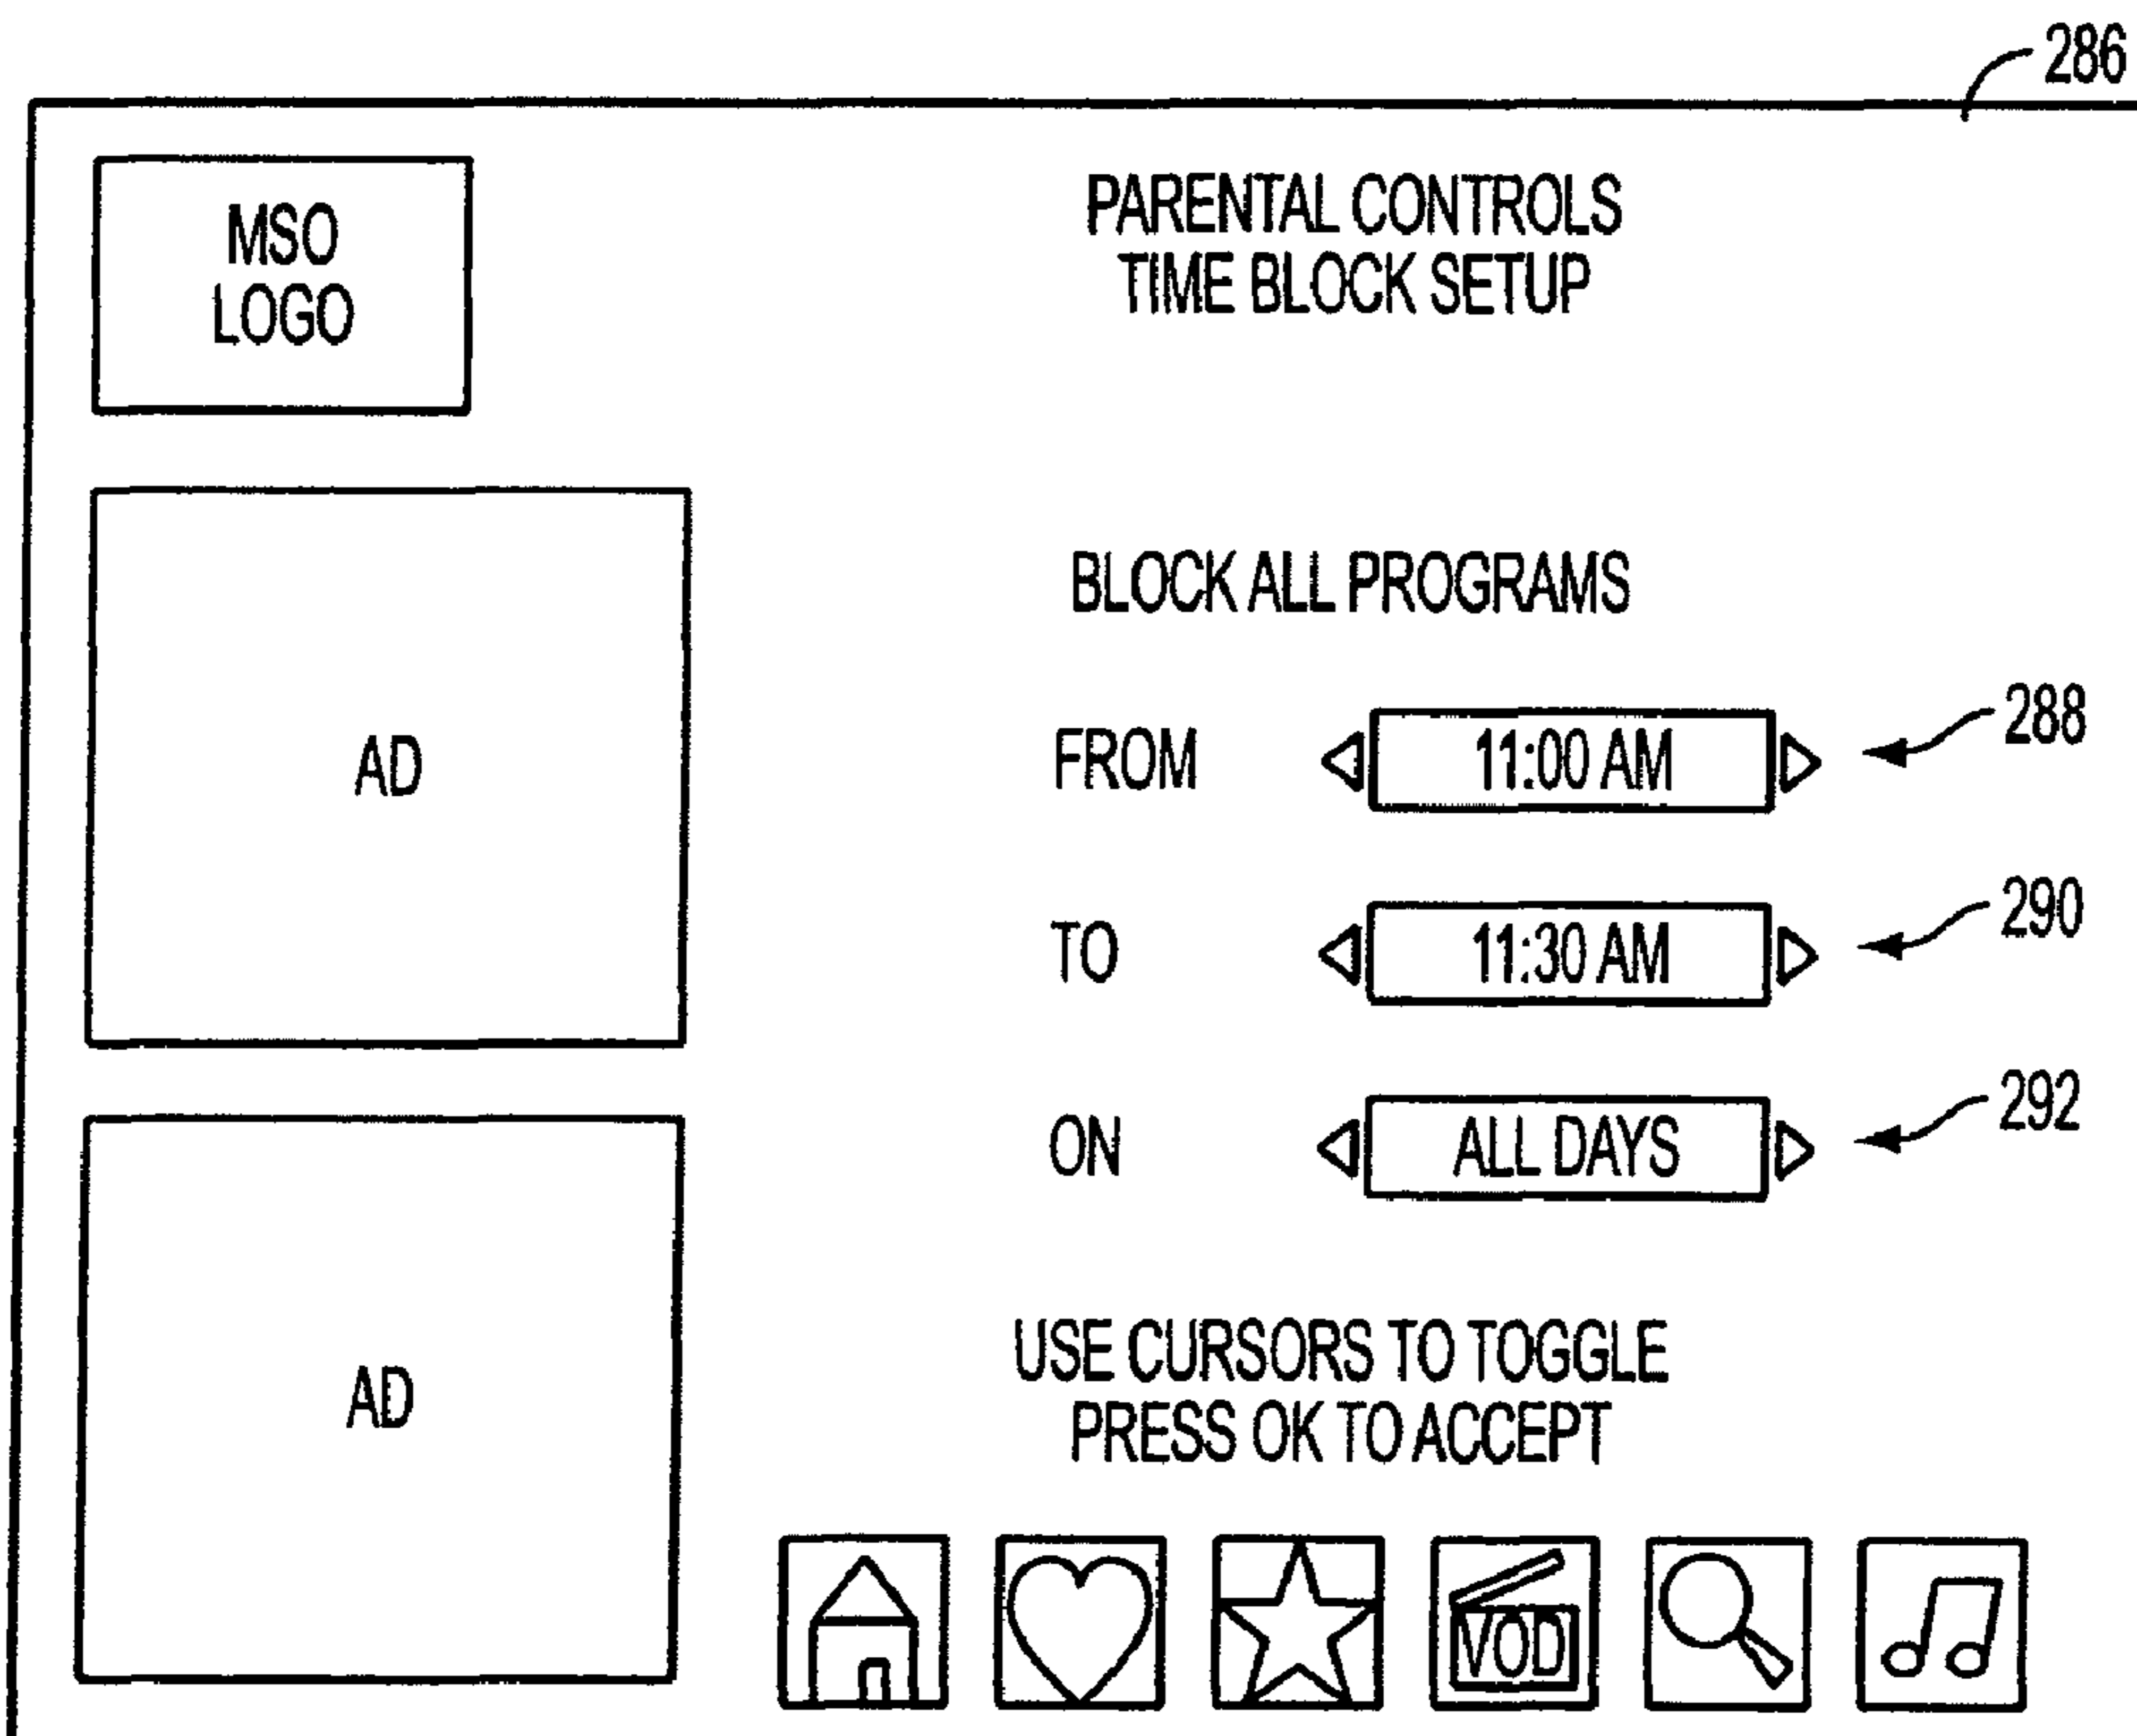 286
MSO
LOGO
PARENTAL CONTROLS
TIME BLOCK SETUP
AD
BLOCK ALL PROGRAMS
FROM 11:00 AM 288
TO 11:30 AM 290
ON ALL DAYS 292
AD
USE CURSORS TO TOGGLE
PRESS OK TO ACCEPT
VOD